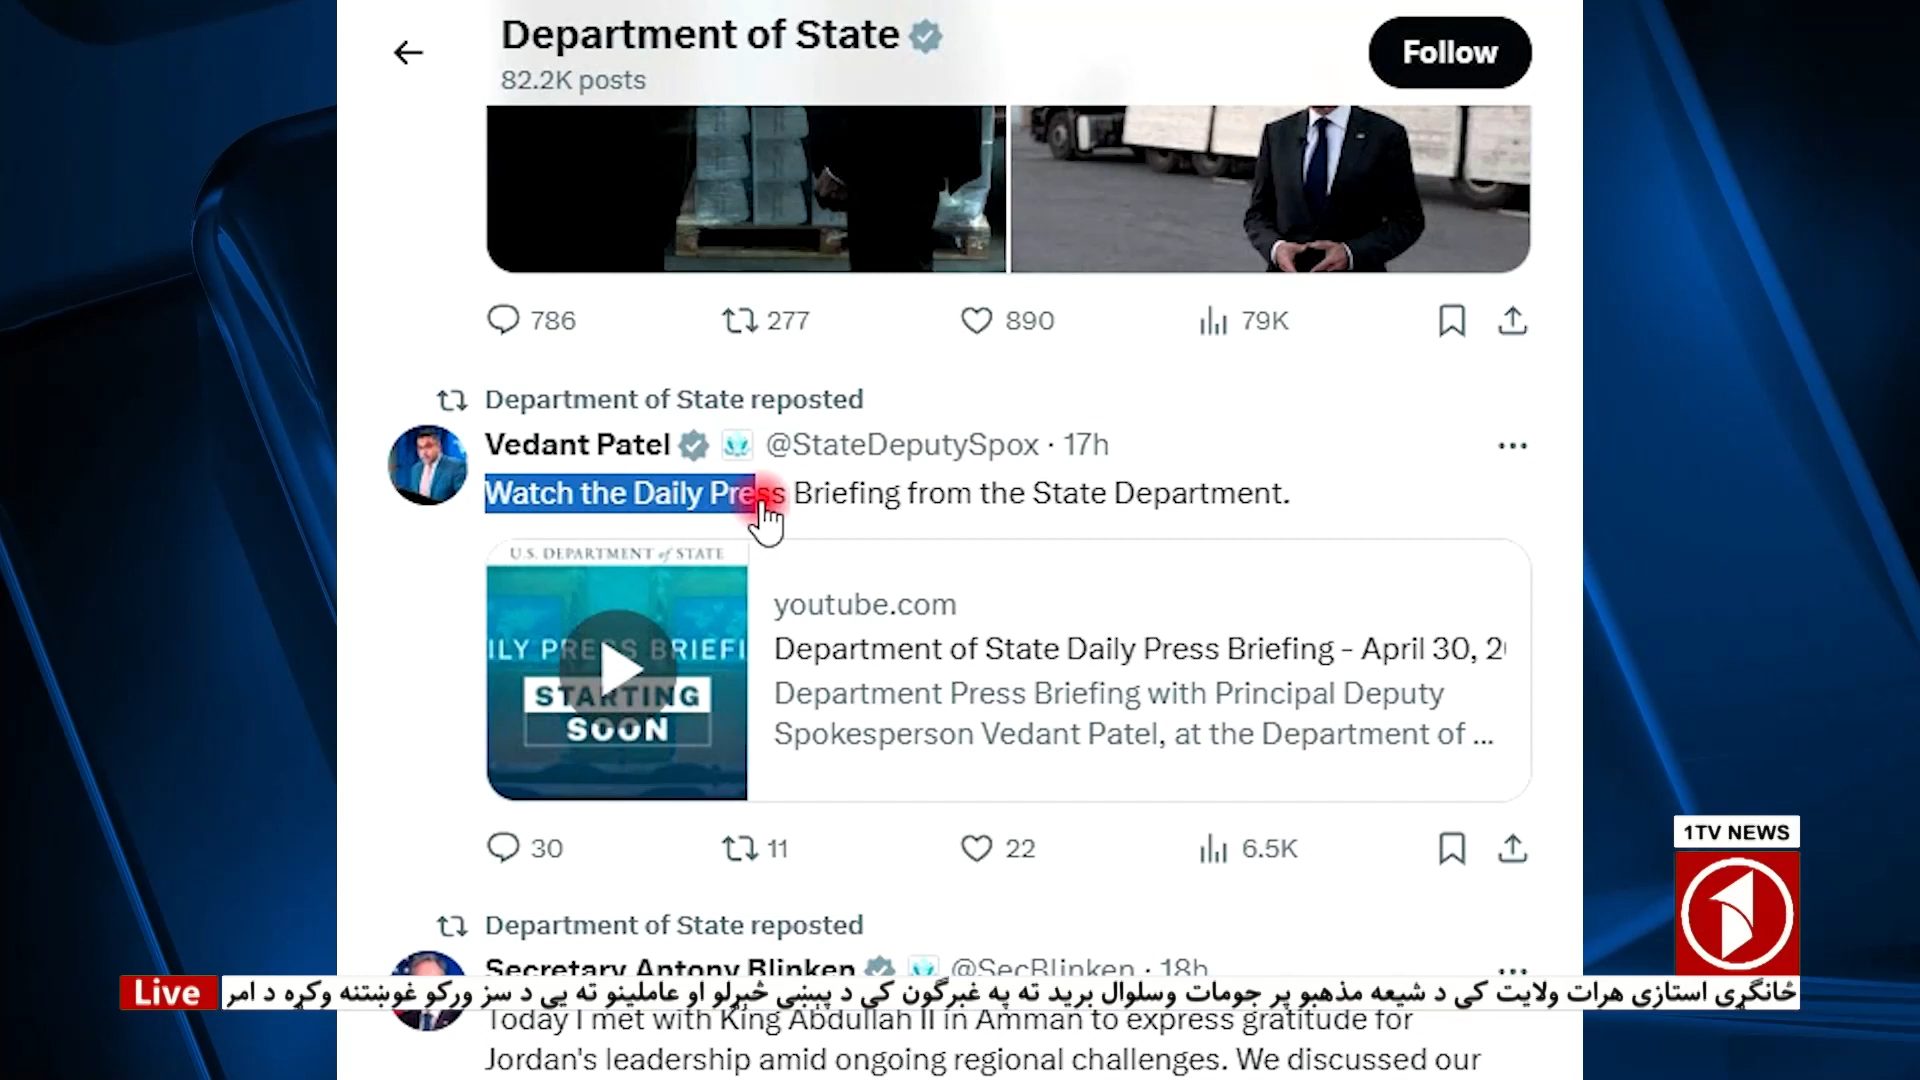 Department of State
82.2K posts
Follow
786
277
890
79K
Department of State reposted
Vedant Patel @StateDeputySpox · 17h
Watch the Daily Press Briefing from the State Department.
U.S. DEPARTMENT of STATE
ILY PRESS BRIEFI
STARTING
SOON
youtube.com
Department of State Daily Press Briefing - April 30, 2
Department Press Briefing with Principal Deputy
Spokesperson Vedant Patel, at the Department of ...
30
11
22
6.5K
1TV NEWS
Department of State reposted
Secretary Antony Blinken @SecBlinken · 18h
Live
ځانګړي استازي هرات ولایت کې د شیعه مذهبو پر جومات وسلوال برید ته په غبرګون کې د پېښې څېړلو او عاملینو ته یې د سز ورکو غوښتنه وکړه د امر
Today I met with King Abdullah II in Amman to express gratitude for
Jordan's leadership amid ongoing regional challenges. We discussed our